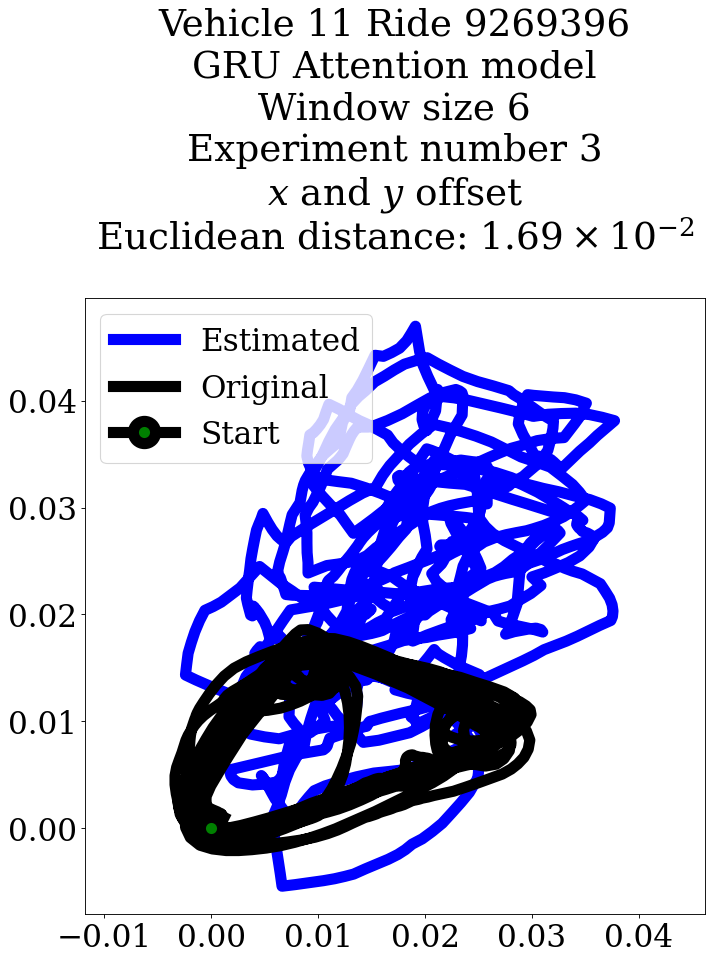 Vehicle 11 Ride 9269396
GRU Attention model
Window size 6
Experiment number 3
x and y offset
Euclidean distance: 1.69 × 10⁻²
Estimated
Original
Start
0.04
0.03
0.02
0.01
0.00
−0.01 0.00 0.01 0.02 0.03 0.04